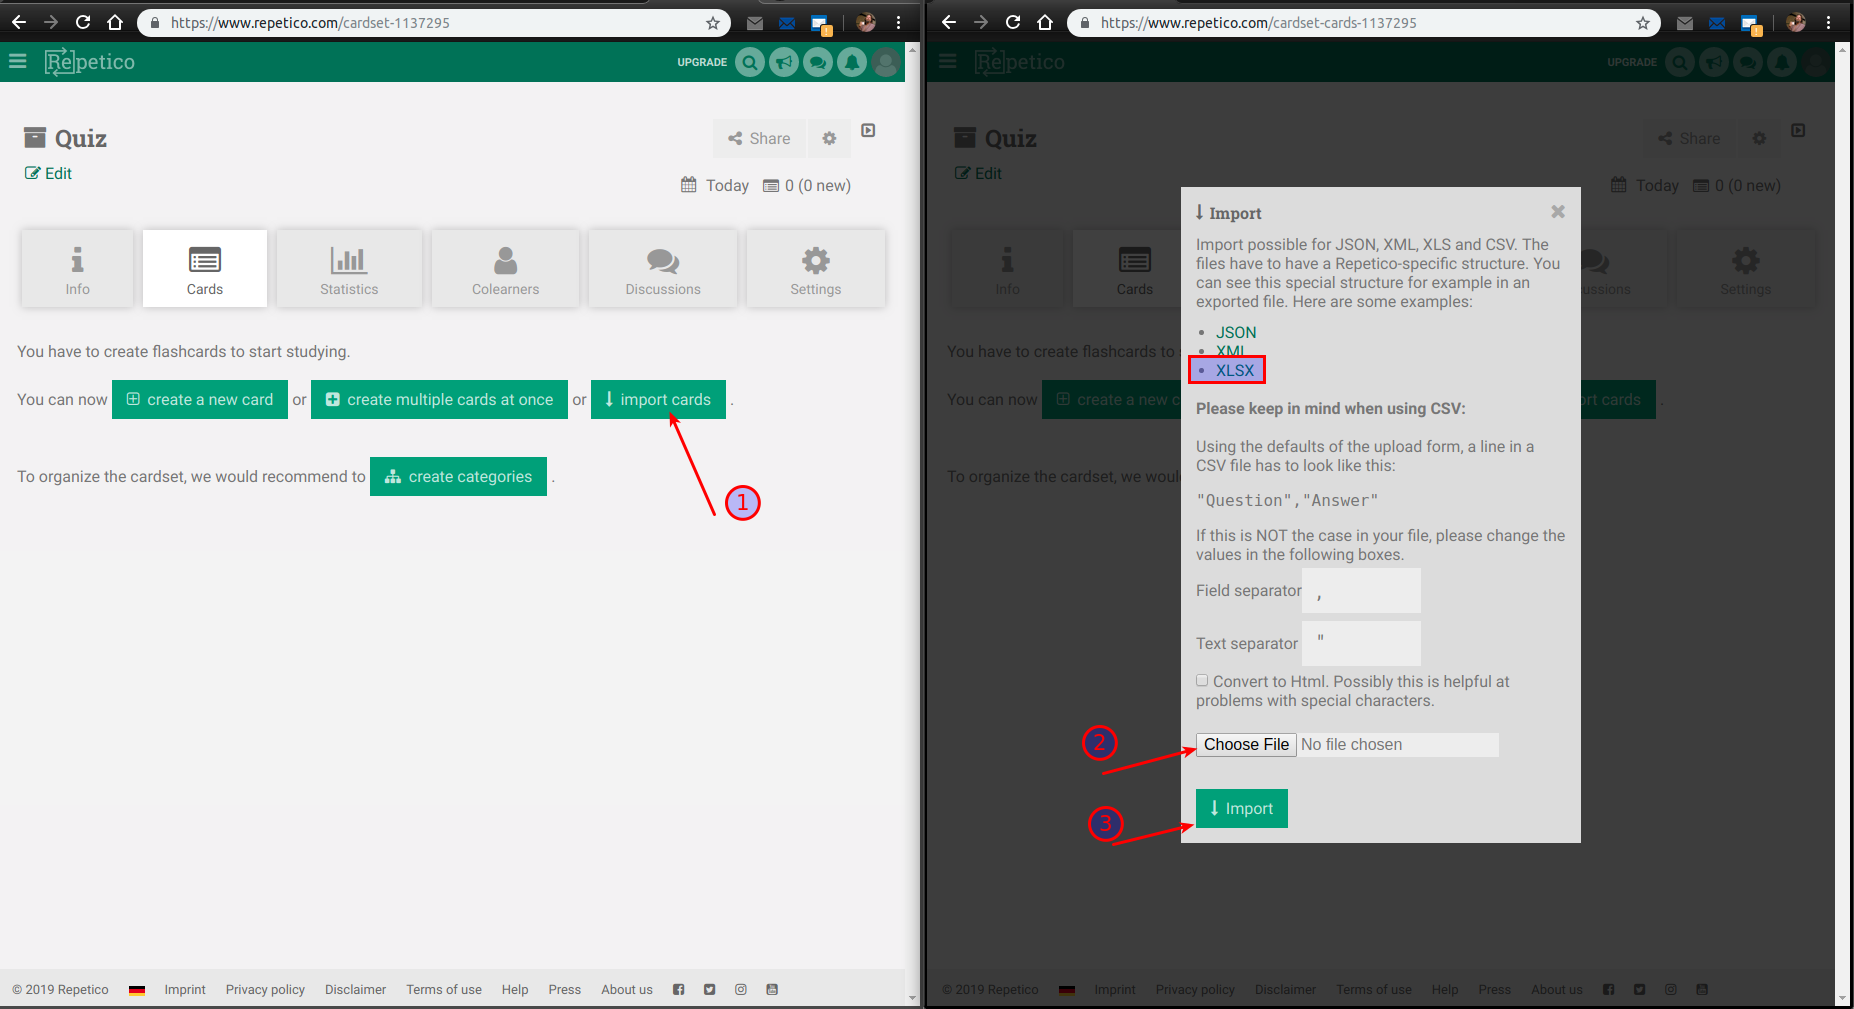 https://www.repetico.com/cardset-1137295
Repetico
UPGRADE
Quiz
Share
Edit
Today 0 (0 new)
Info
Cards
Statistics
Colearners
Discussions
Settings
You have to create flashcards to start studying.
You can now create a new card or create multiple cards at once or import cards .
To organize the cardset, we would recommend to create categories .
1
© 2019 Repetico Imprint Privacy policy Disclaimer Terms of use Help Press About us
https://www.repetico.com/cardset-cards-1137295
Repetico
UPGRADE
Quiz
Share
Edit
Today 0 (0 new)
Info
Cards
cussions
Settings
You have to create flashcards to
You can now create a new c
ort cards .
To organize the cardset, we woul
Import
Import possible for JSON, XML, XLS and CSV. The
files have to have a Repetico-specific structure. You
can see this special structure for example in an
exported file. Here are some examples:
• JSON
• XML
• XLSX
Please keep in mind when using CSV:
Using the defaults of the upload form, a line in a
CSV file has to look like this:
"Question","Answer"
If this is NOT the case in your file, please change the
values in the following boxes.
Field separator ,
Text separator "
Convert to Html. Possibly this is helpful at
problems with special characters.
2
Choose File No file chosen
3
Import
© 2019 Repetico Imprint Privacy policy Disclaimer Terms of use Help Press About us